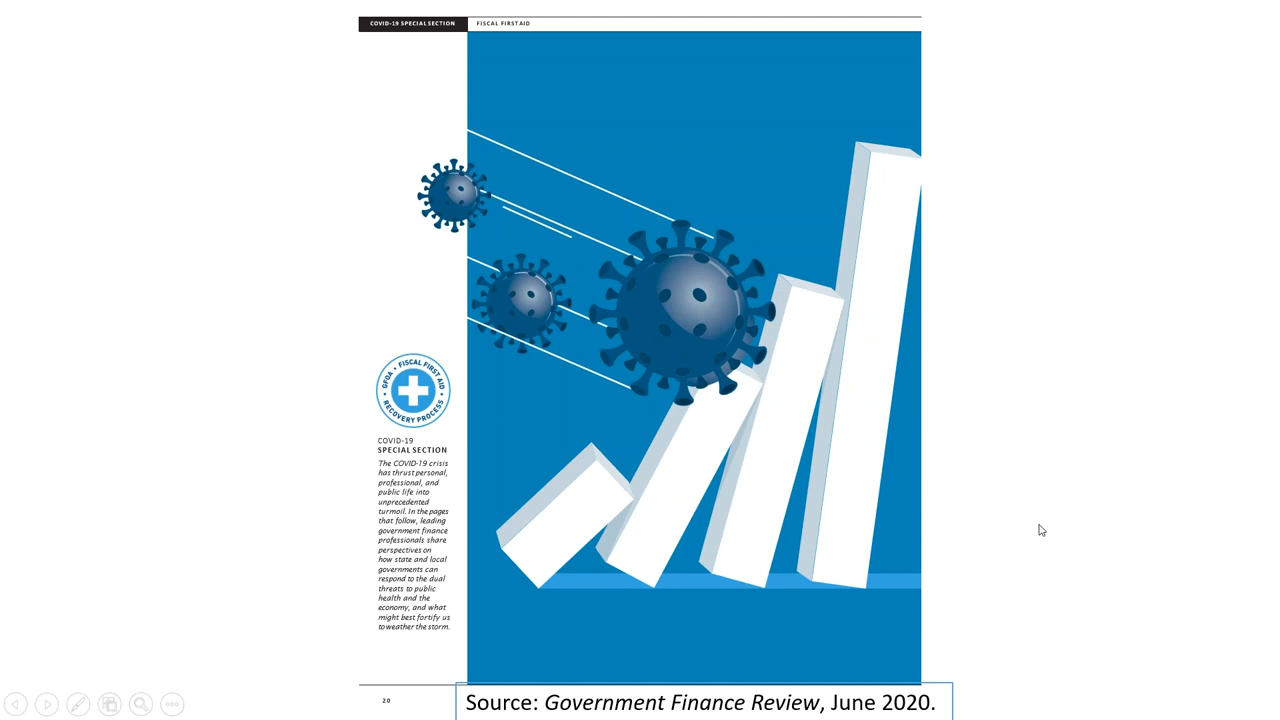 COVID-19 SPECIAL SECTION
FISCAL FIRST AID
GFOA • FISCAL FIRST AID •
RECOVERY PROCESS
COVID-19
SPECIAL SECTION
The COVID-19 crisis
has thrust personal,
professional, and
public life into
unprecedented
turmoil. In the pages
that follow, leading
government finance
professionals share
perspectives on
how state and local
governments can
respond to the dual
threats to public
health and the
economy, and what
might best fortify us
to weather the storm.
20
Source: Government Finance Review, June 2020.